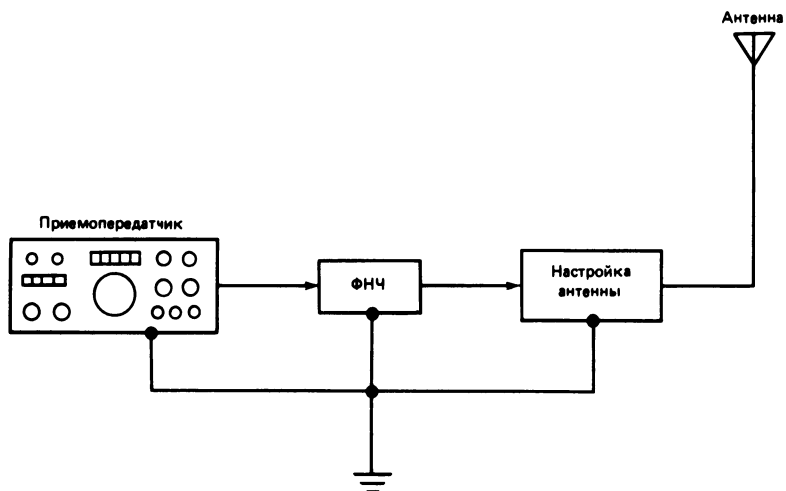 Антенна
Приемопередатчик
ФНЧ
Настройка
антенны